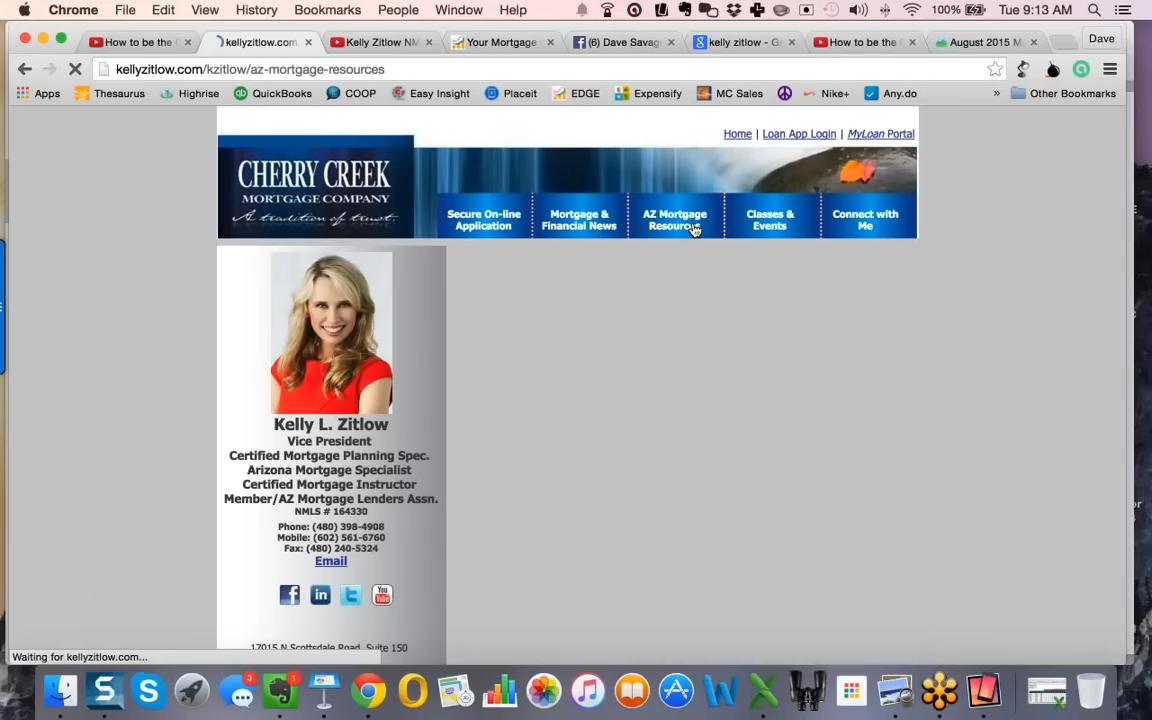 Chrome File Edit View History Bookmarks People Window Help 100% Tue 9:13 AM
How to be the kellyzitlow.com Kelly Zitlow NM Your Mortgage (6) Dave Savag kelly zitlow - G How to be the August 2015 M Dave
kellyzitlow.com/kzitlow/az-mortgage-resources
Apps Thesaurus Highrise QuickBooks COOP Easy Insight Placeit EDGE Expensify MC Sales Nike+ Any.do » Other Bookmarks
Home | Loan App Login | MyLoan Portal
CHERRY CREEK
MORTGAGE COMPANY
A tradition of trust.
Secure On-line Application
Mortgage & Financial News
AZ Mortgage Resources
Classes & Events
Connect with Me
Kelly L. Zitlow
Vice President
Certified Mortgage Planning Spec.
Arizona Mortgage Specialist
Certified Mortgage Instructor
Member/AZ Mortgage Lenders Assn.
NMLS # 164330
Phone: (480) 398-4908
Mobile: (602) 561-6760
Fax: (480) 240-5324
Email
You Tube
17015 N Scottsdale Road, Suite 150
Waiting for kellyzitlow.com...
3
1